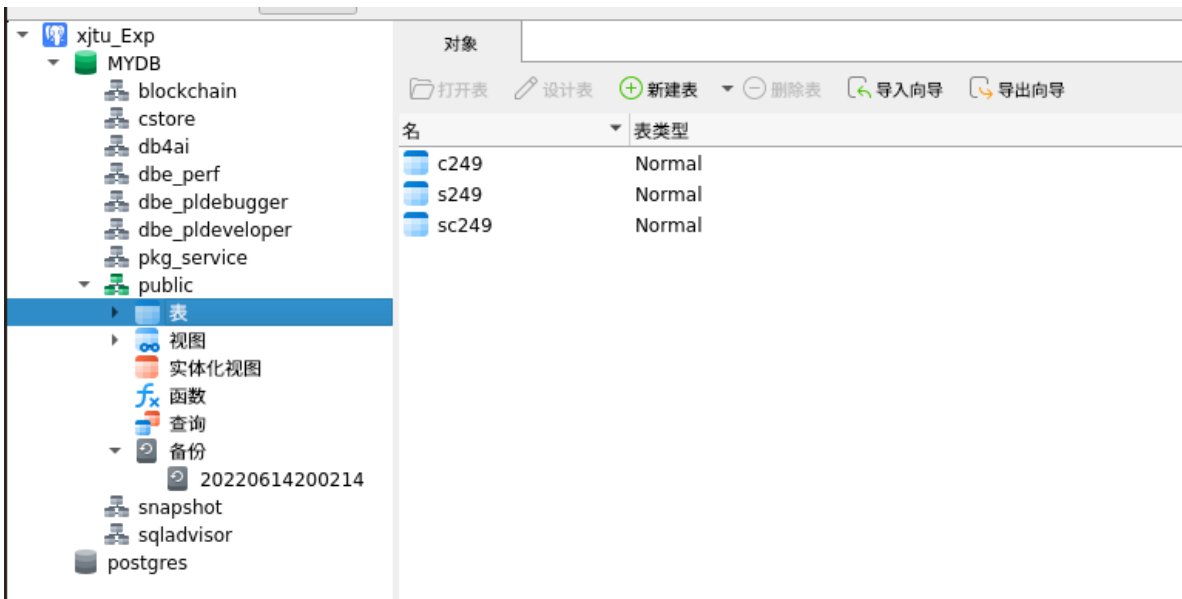 xjtu_Exp
MYDB
blockchain
cstore
db4ai
dbe_perf
dbe_pldebugger
dbe_pldeveloper
pkg_service
public
表
视图
实体化视图
函数
查询
备份
20220614200214
snapshot
sqladvisor
postgres
对象
打开表 设计表 新建表 删除表 导入向导 导出向导
名 表类型
c249 Normal
s249 Normal
sc249 Normal